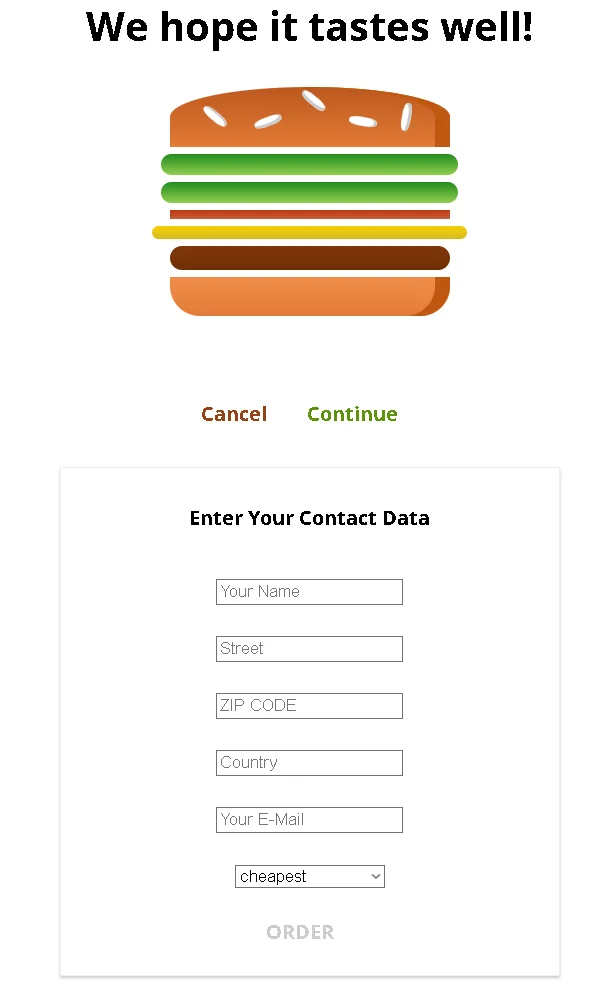 We hope it tastes well!
Cancel Continue
Enter Your Contact Data
Your Name
Street
ZIP CODE
Country
Your E-Mail
cheapest
ORDER